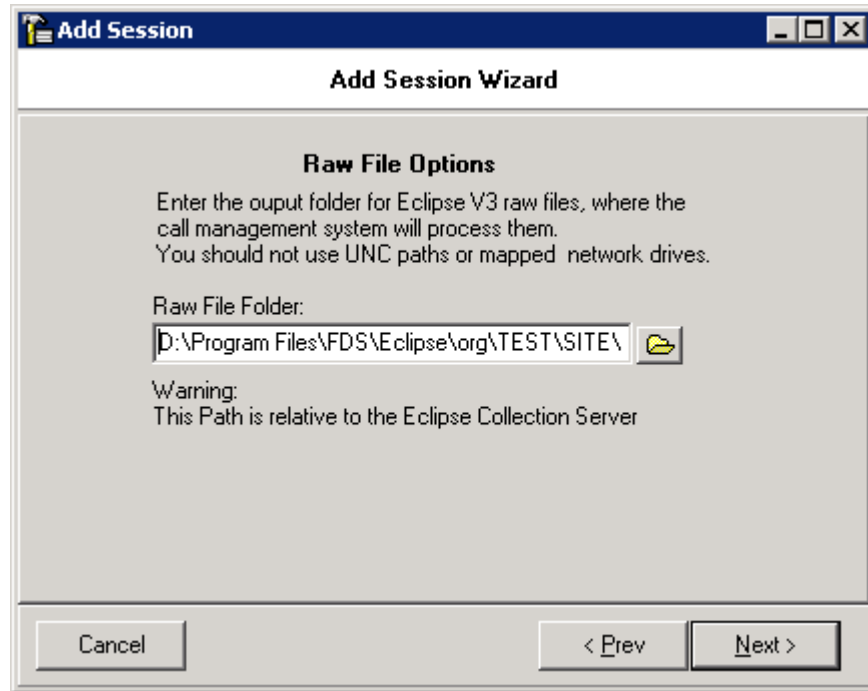 Add Session
Add Session Wizard
Raw File Options
Enter the ouput folder for Eclipse V3 raw files, where the
call management system will process them.
You should not use UNC paths or mapped  network drives.
Raw File Folder:
D:\Program Files\FDS\Eclipse\org\TEST\SITE\
Warning:
This Path is relative to the Eclipse Collection Server
Cancel
< Prev
Next >